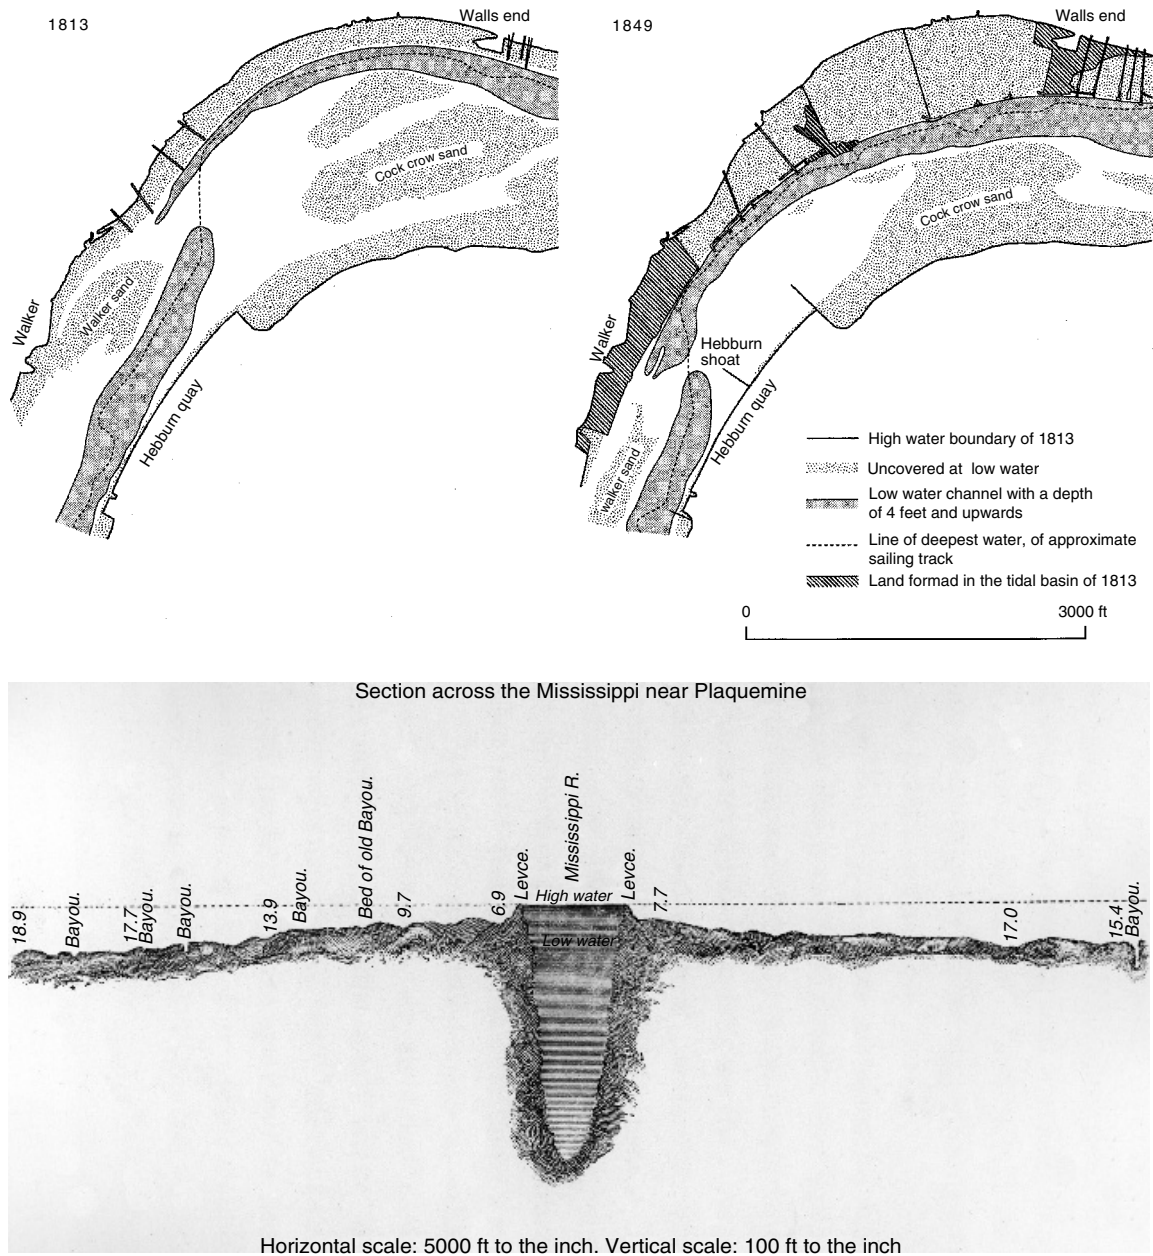 1813
Walls end
Cock crow sand
Walker sand
Walker
Hebburn quay
1849
Walls end
Cock crow sand
Walker
Hebburn
shoat
Hebburn quay
walker sand
High water boundary of 1813
Uncovered at low water
Low water channel with a depth
of 4 feet and upwards
Line of deepest water, of approximate
sailing track
Land formad in the tidal basin of 1813
0
3000 ft
Section across the Mississippi near Plaquemine
18.9
Bayou.
17.7
Bayou.
Bayou.
13.9
Bayou.
Bed of old Bayou.
9.7
6.9
Levce.
Mississippi R.
High water
Low water
Levce.
7.7
17.0
15.4
Bayou.
Horizontal scale: 5000 ft to the inch. Vertical scale: 100 ft to the inch